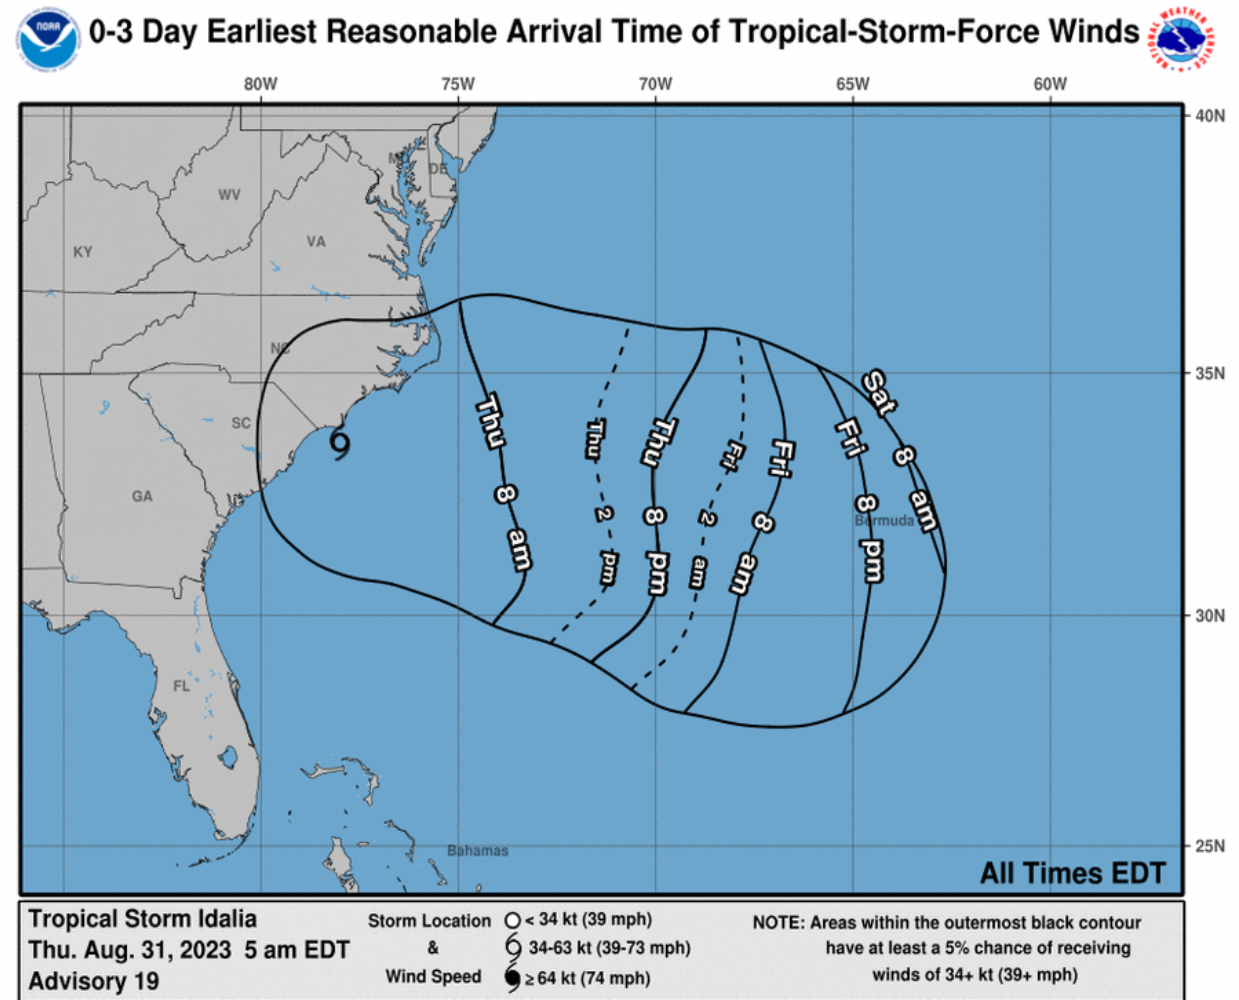 NOAA
0-3 Day Earliest Reasonable Arrival Time of Tropical-Storm-Force Winds
NATIONAL WEATHER SERVICE
80W 75W 70W 65W 60W
40N
DE
WV
VA
KY
35N
NC
Sat 8 am
SC
Thu 8 am
Thu 2 pm
Thu 8 pm
Fri 2 am
Fri 8 am
Fri 8 pm
GA
Bermuda
30N
FL
25N
Bahamas
All Times EDT
Tropical Storm Idalia
Thu. Aug. 31, 2023 5 am EDT
Advisory 19
Storm Location
&
Wind Speed
< 34 kt (39 mph)
34-63 kt (39-73 mph)
≥ 64 kt (74 mph)
NOTE: Areas within the outermost black contour
have at least a 5% chance of receiving
winds of 34+ kt (39+ mph)